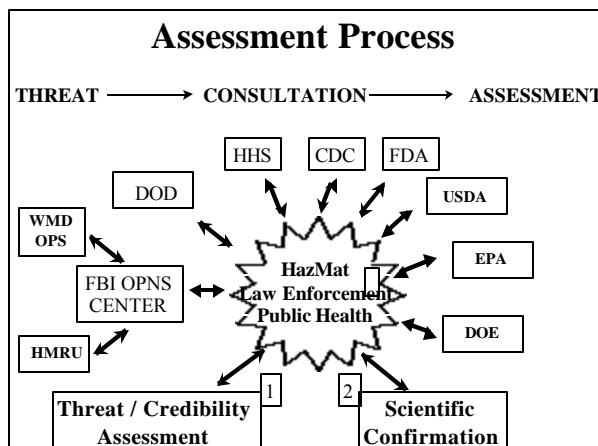 Assessment Process
THREAT CONSULTATION ASSESSMENT
HHS CDC FDA
DOD USDA
WMD
OPS
FBI OPNS
CENTER
HMRU
HazMat
Law Enforcement
Public Health
EPA
DOE
1 2
Threat / Credibility
Assessment
Scientific
Confirmation